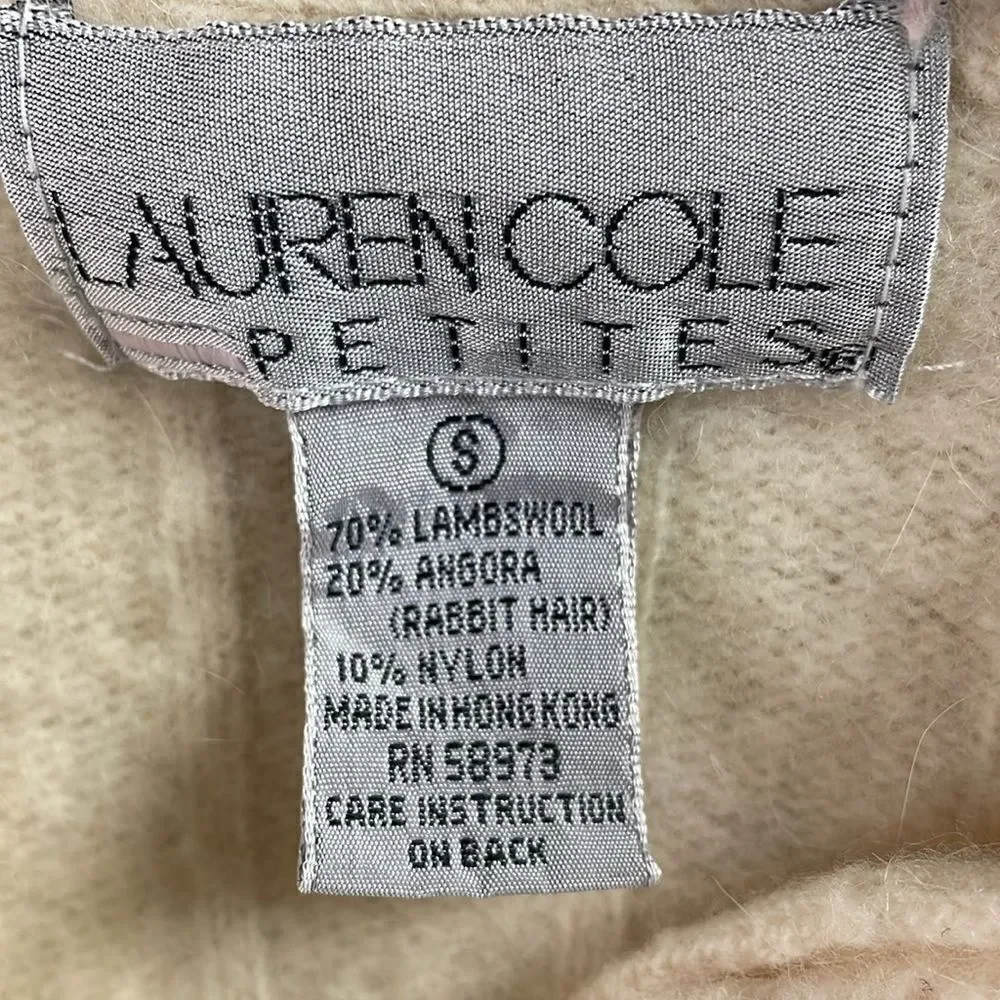 LAUREN COLE
PETITES®
S
70% LAMBSWOOL
20% ANGORA
(RABBIT HAIR)
10% NYLON
MADE IN HONG KONG
RN 58973
CARE INSTRUCTION
ON BACK